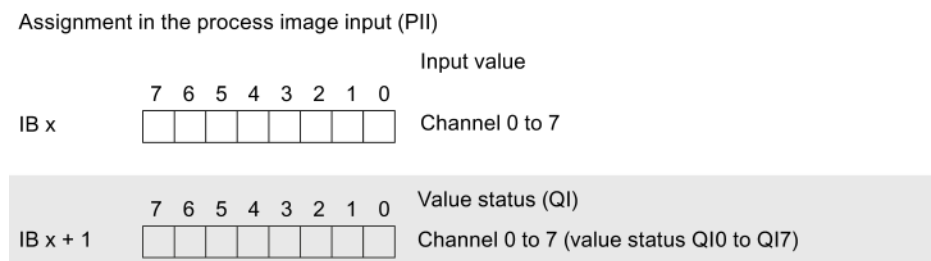 Assignment in the process image input (PII)
Input value
7 6 5 4 3 2 1 0
IB x
Channel 0 to 7
7 6 5 4 3 2 1 0
Value status (QI)
IB x + 1
Channel 0 to 7 (value status QI0 to QI7)